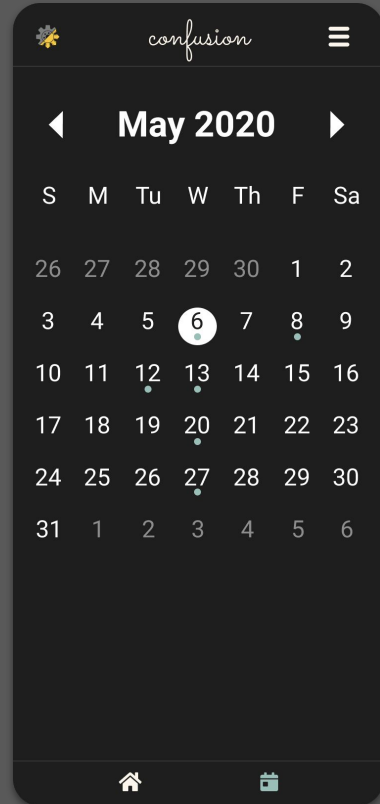 confusion
May 2020
S M Tu W Th F Sa
26 27 28 29 30 1 2
3 4 5 6 7 8 9
10 11 12 13 14 15 16
17 18 19 20 21 22 23
24 25 26 27 28 29 30
31 1 2 3 4 5 6